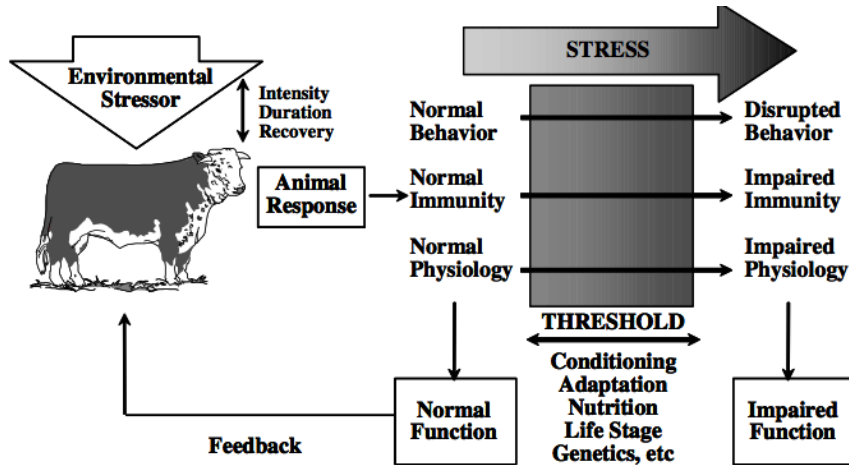 STRESS
Environmental
Stressor
Intensity
Duration
Recovery
Normal
Behavior
Disrupted
Behavior
Animal
Response
Normal
Immunity
Impaired
Immunity
Normal
Physiology
Impaired
Physiology
THRESHOLD
Conditioning
Adaptation
Nutrition
Life Stage
Genetics, etc
Normal
Function
Impaired
Function
Feedback